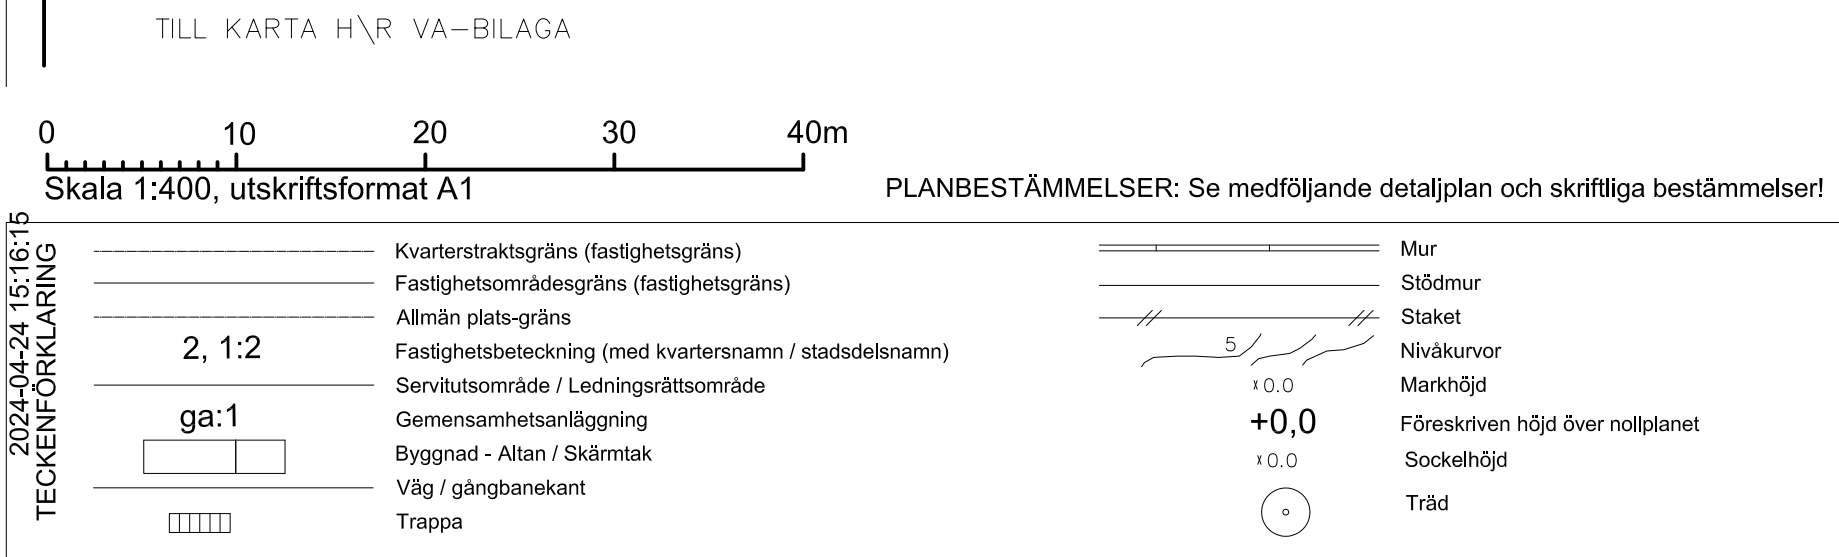 TILL KARTA H\R VA-BILAGA
0 10 20 30 40m
Skala 1:400, utskriftsformat A1
PLANBESTÄMMELSER: Se medföljande detaljplan och skriftliga bestämmelser!
2024-04-24 15:16:15
TECKENFÖRKLARING
Kvarterstraktsgräns (fastighetsgräns)
Fastighetsområdesgräns (fastighetsgräns)
Allmän plats-gräns
2, 1:2 Fastighetsbeteckning (med kvartersnamn / stadsdelsnamn)
Servitutsområde / Ledningsrättsområde
ga:1 Gemensamhetsanläggning
Byggnad - Altan / Skärmtak
Väg / gångbanekant
Trappa
Mur
Stödmur
Staket
5 Nivåkurvor
x 0.0 Markhöjd
+0,0 Föreskriven höjd över nollplanet
x 0.0 Sockelhöjd
Träd